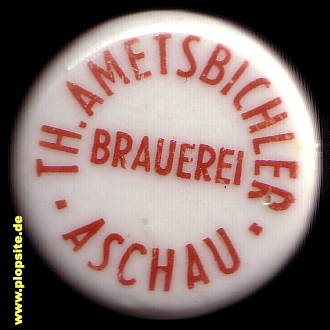 TH. AMETSBICHLER
BRAUEREI
· ASCHAU ·
© www.plopsite.de